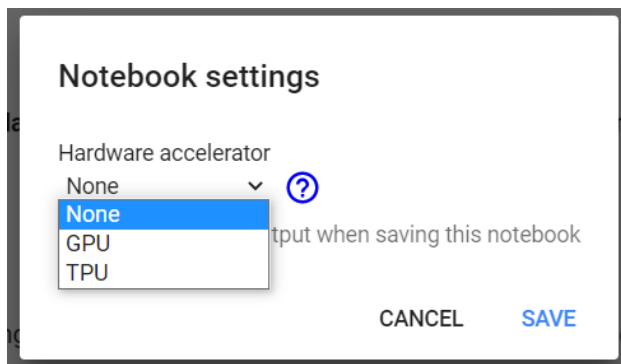 Notebook settings
Hardware accelerator
None
None
GPU
tput when saving this notebook
TPU
CANCEL SAVE